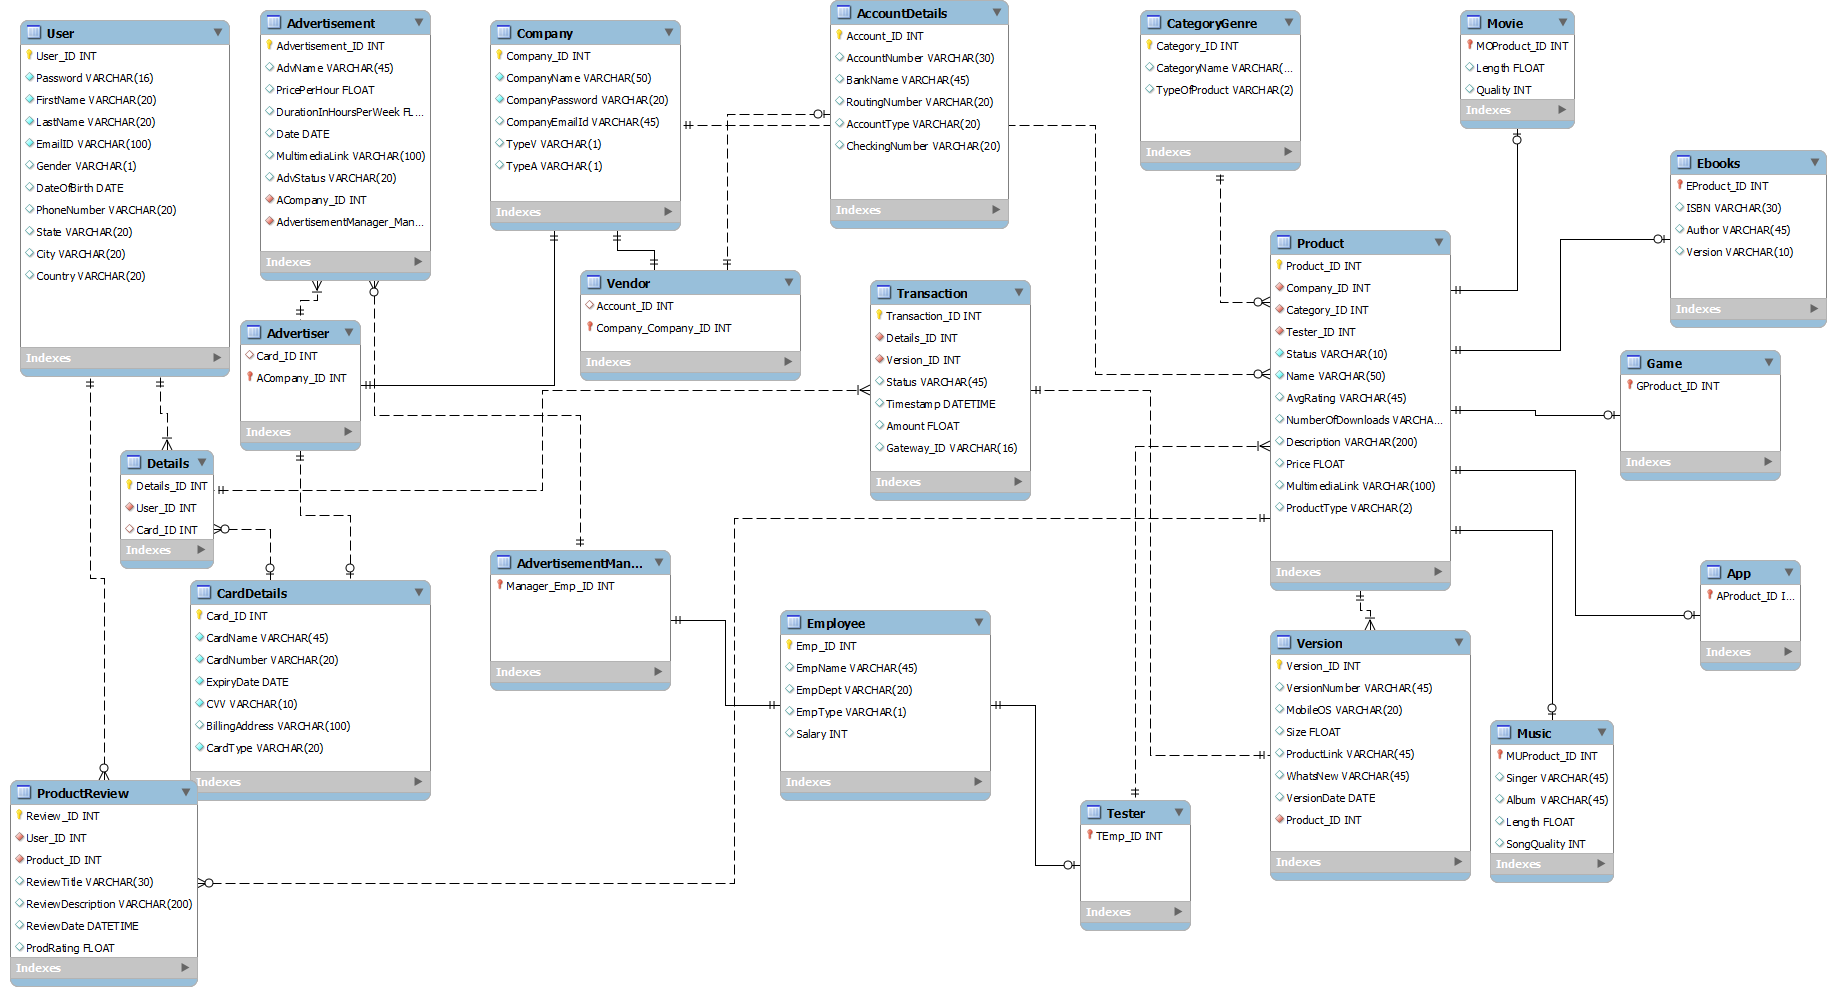 User
User_ID INT
Password VARCHAR(16)
FirstName VARCHAR(20)
LastName VARCHAR(20)
EmailID VARCHAR(100)
Gender VARCHAR(1)
DateOfBirth DATE
PhoneNumber VARCHAR(20)
State VARCHAR(20)
City VARCHAR(20)
Country VARCHAR(20)
Indexes
Advertisement
Advertisement_ID INT
AdvName VARCHAR(45)
PricePerHour FLOAT
DurationInHoursPerWeek FL...
Date DATE
MultimediaLink VARCHAR(100)
AdvStatus VARCHAR(20)
ACompany_ID INT
AdvertisementManager_Man...
Indexes
Company
Company_ID INT
CompanyName VARCHAR(50)
CompanyPassword VARCHAR(20)
CompanyEmailId VARCHAR(45)
TypeV VARCHAR(1)
TypeA VARCHAR(1)
Indexes
AccountDetails
Account_ID INT
AccountNumber VARCHAR(30)
BankName VARCHAR(45)
RoutingNumber VARCHAR(20)
AccountType VARCHAR(20)
CheckingNumber VARCHAR(20)
Indexes
CategoryGenre
Category_ID INT
CategoryName VARCHAR(...
TypeOfProduct VARCHAR(2)
Indexes
Movie
MOProduct_ID INT
Length FLOAT
Quality INT
Indexes
Ebooks
EProduct_ID INT
ISBN VARCHAR(30)
Author VARCHAR(45)
Version VARCHAR(10)
Indexes
Product
Product_ID INT
Company_ID INT
Category_ID INT
Tester_ID INT
Status VARCHAR(10)
Name VARCHAR(50)
AvgRating VARCHAR(45)
NumberOfDownloads VARCHA...
Description VARCHAR(200)
Price FLOAT
MultimediaLink VARCHAR(100)
ProductType VARCHAR(2)
Indexes
Vendor
Account_ID INT
Company_Company_ID INT
Indexes
Transaction
Transaction_ID INT
Details_ID INT
Version_ID INT
Status VARCHAR(45)
Timestamp DATETIME
Amount FLOAT
Gateway_ID VARCHAR(16)
Indexes
Advertiser
Card_ID INT
ACompany_ID INT
Indexes
Game
GProduct_ID INT
Indexes
Details
Details_ID INT
User_ID INT
Card_ID INT
Indexes
AdvertisementMan...
Manager_Emp_ID INT
Indexes
App
AProduct_ID I...
Indexes
CardDetails
Card_ID INT
CardName VARCHAR(45)
CardNumber VARCHAR(20)
ExpiryDate DATE
CVV VARCHAR(10)
BillingAddress VARCHAR(100)
CardType VARCHAR(20)
Indexes
Employee
Emp_ID INT
EmpName VARCHAR(45)
EmpDept VARCHAR(20)
EmpType VARCHAR(1)
Salary INT
Indexes
Version
Version_ID INT
VersionNumber VARCHAR(45)
MobileOS VARCHAR(20)
Size FLOAT
ProductLink VARCHAR(45)
WhatsNew VARCHAR(45)
VersionDate DATE
Product_ID INT
Indexes
Music
MUProduct_ID INT
Singer VARCHAR(45)
Album VARCHAR(45)
Length FLOAT
SongQuality INT
Indexes
ProductReview
Review_ID INT
User_ID INT
Product_ID INT
ReviewTitle VARCHAR(30)
ReviewDescription VARCHAR(200)
ReviewDate DATETIME
ProdRating FLOAT
Indexes
Tester
TEmp_ID INT
Indexes